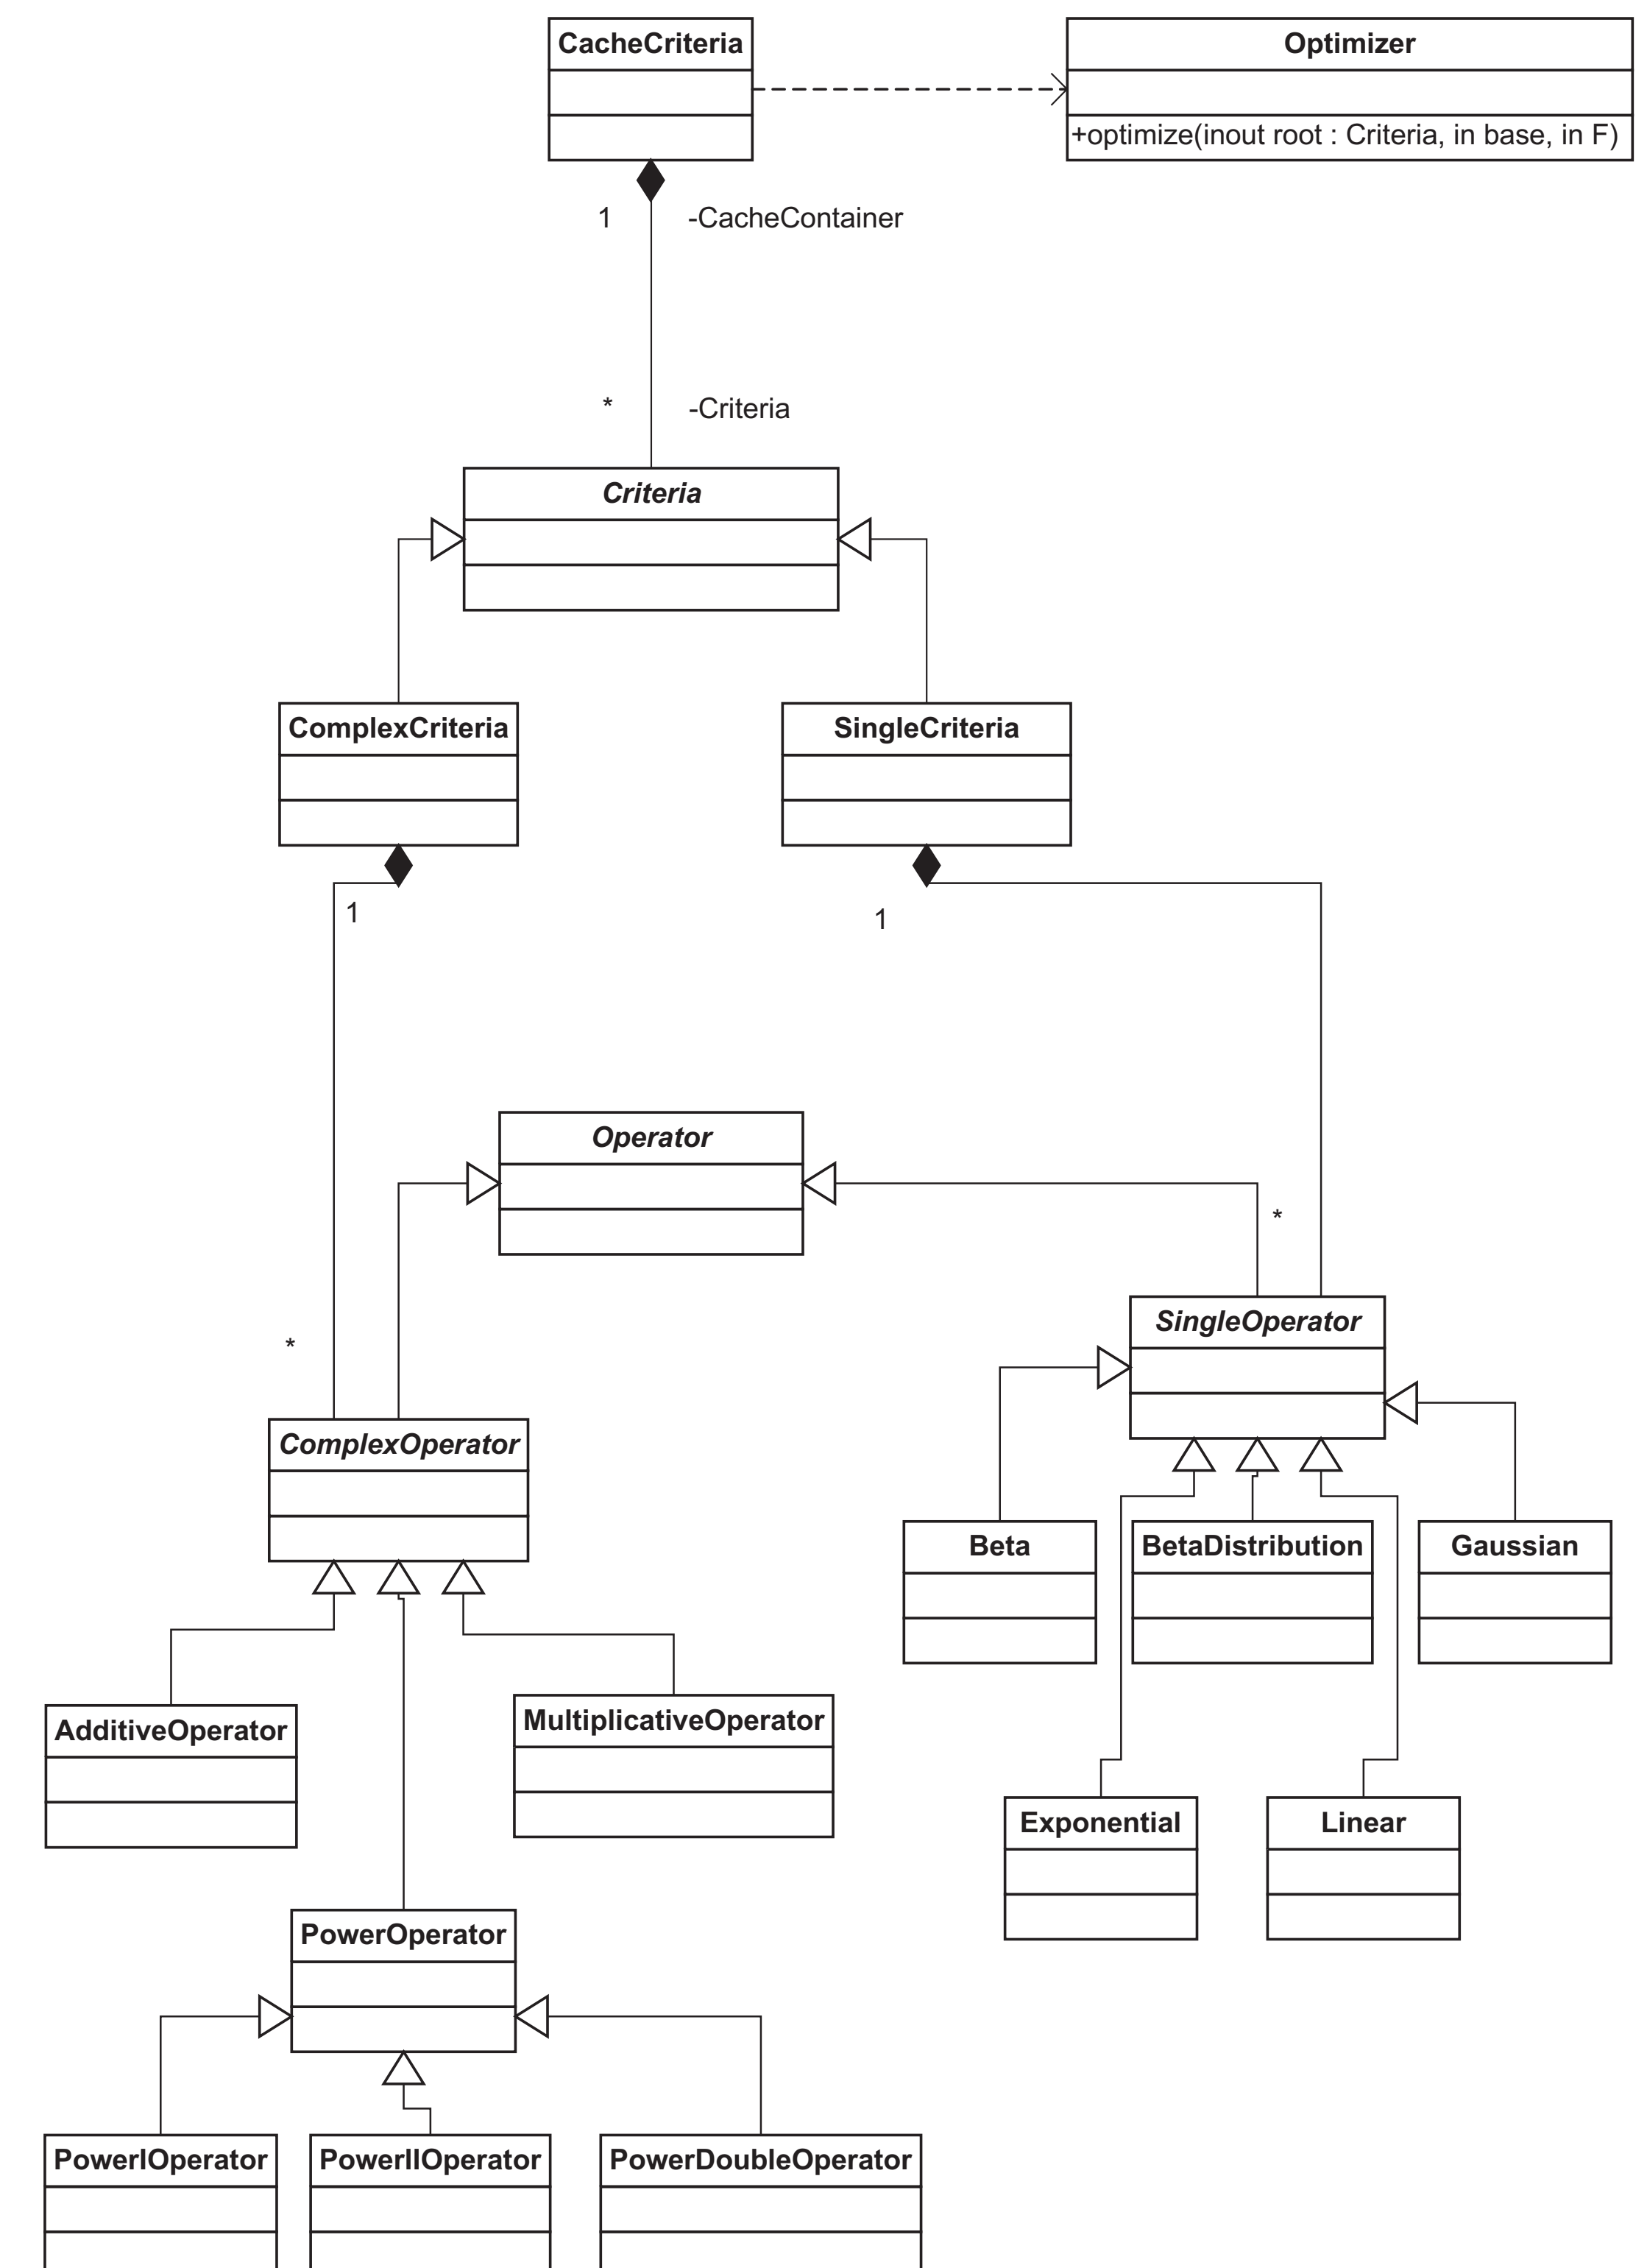 CacheCriteria
Optimizer
+optimize(inout root : Criteria, in base, in F)
1
-CacheContainer
*
-Criteria
Criteria
ComplexCriteria
SingleCriteria
1
1
Operator
*
SingleOperator
*
ComplexOperator
Beta
BetaDistribution
Gaussian
AdditiveOperator
MultiplicativeOperator
Exponential
Linear
PowerOperator
PowerIOperator
PowerIIOperator
PowerDoubleOperator